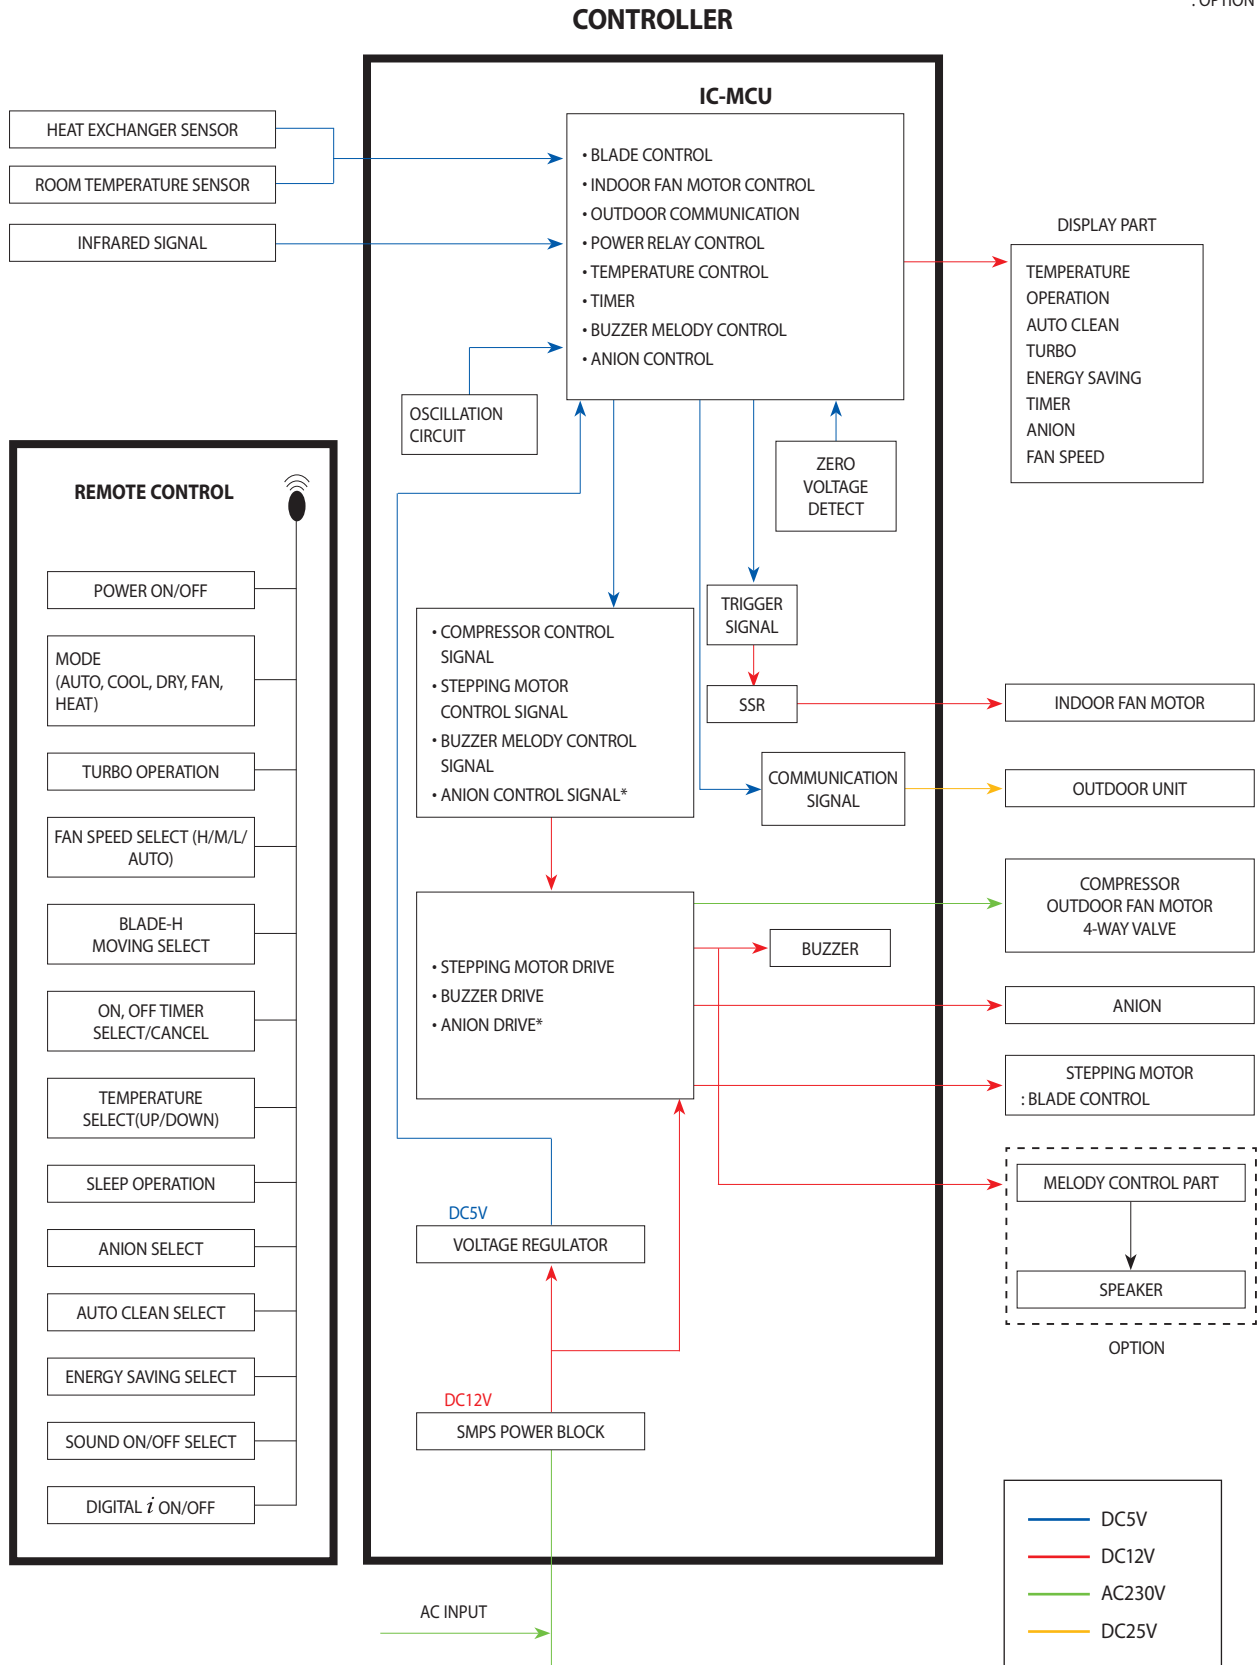 : OPTION
CONTROLLER
IC-MCU
HEAT EXCHANGER SENSOR
ROOM TEMPERATURE SENSOR
INFRARED SIGNAL
• BLADE CONTROL
• INDOOR FAN MOTOR CONTROL
• OUTDOOR COMMUNICATION
• POWER RELAY CONTROL
• TEMPERATURE CONTROL
• TIMER
• BUZZER MELODY CONTROL
• ANION CONTROL
DISPLAY PART
TEMPERATURE
OPERATION
AUTO CLEAN
TURBO
ENERGY SAVING
TIMER
ANION
FAN SPEED
OSCILLATION
CIRCUIT
ZERO
VOLTAGE
DETECT
REMOTE CONTROL
POWER ON/OFF
MODE
(AUTO, COOL, DRY, FAN,
HEAT)
TURBO OPERATION
FAN SPEED SELECT (H/M/L/
AUTO)
BLADE-H
MOVING SELECT
ON, OFF TIMER
SELECT/CANCEL
TEMPERATURE
SELECT(UP/DOWN)
SLEEP OPERATION
ANION SELECT
AUTO CLEAN SELECT
ENERGY SAVING SELECT
SOUND ON/OFF SELECT
DIGITAL i ON/OFF
• COMPRESSOR CONTROL
SIGNAL
• STEPPING MOTOR
CONTROL SIGNAL
• BUZZER MELODY CONTROL
SIGNAL
• ANION CONTROL SIGNAL*
TRIGGER
SIGNAL
SSR
COMMUNICATION
SIGNAL
INDOOR FAN MOTOR
OUTDOOR UNIT
COMPRESSOR
OUTDOOR FAN MOTOR
4-WAY VALVE
• STEPPING MOTOR DRIVE
• BUZZER DRIVE
• ANION DRIVE*
BUZZER
ANION
STEPPING MOTOR
: BLADE CONTROL
MELODY CONTROL PART
SPEAKER
OPTION
DC5V
VOLTAGE REGULATOR
DC12V
SMPS POWER BLOCK
AC INPUT
DC5V
DC12V
AC230V
DC25V